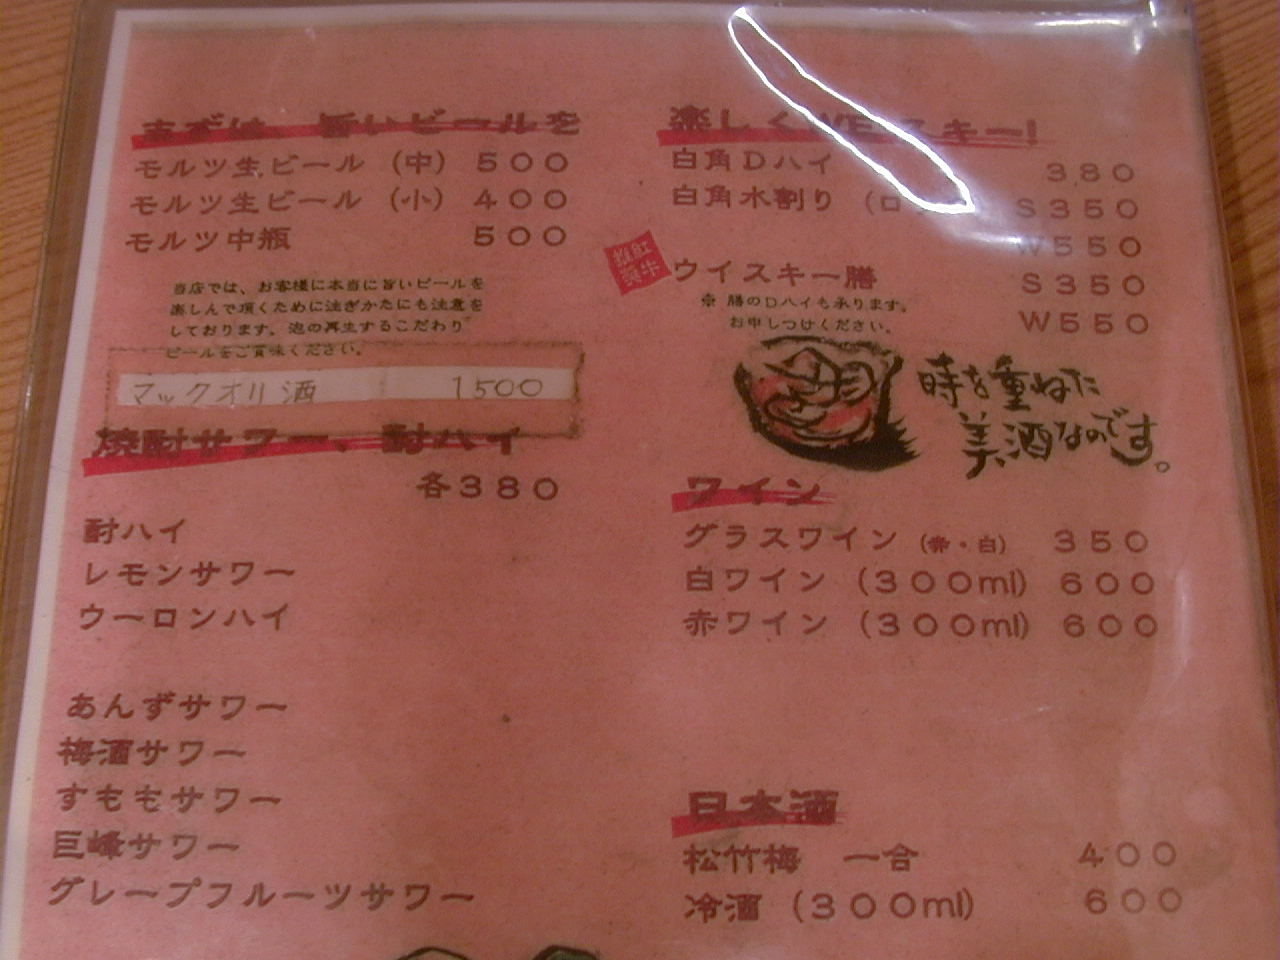 まずは 旨いビールを
モルツ生ビール (中) 500
モルツ生ビール (小) 400
モルツ中瓶 500
当店では、お客様に本当に旨いビールを
楽しんで頂くために注ぎかたにも注意を
しております。泡の再生するこだわり
ビールをご賞味ください。
マックオリ酒 1500
焼酎サワー、酎ハイ
各380
酎ハイ
レモンサワー
ウーロンハイ
あんずサワー
梅酒サワー
すももサワー
巨峰サワー
グレープフルーツサワー
楽しくWEスキー!
白角Dハイ 380
白角水割り (ロ S350
W550
ウイスキー膳 S350
※ 膳のDハイも承ります。
お申しつけください。
W550
時を重ねた
美酒なのです。
ワイン
グラスワイン (赤・白) 350
白ワイン (300ml) 600
赤ワイン (300ml) 600
日本酒
松竹梅 一合 400
冷酒 (300ml) 600